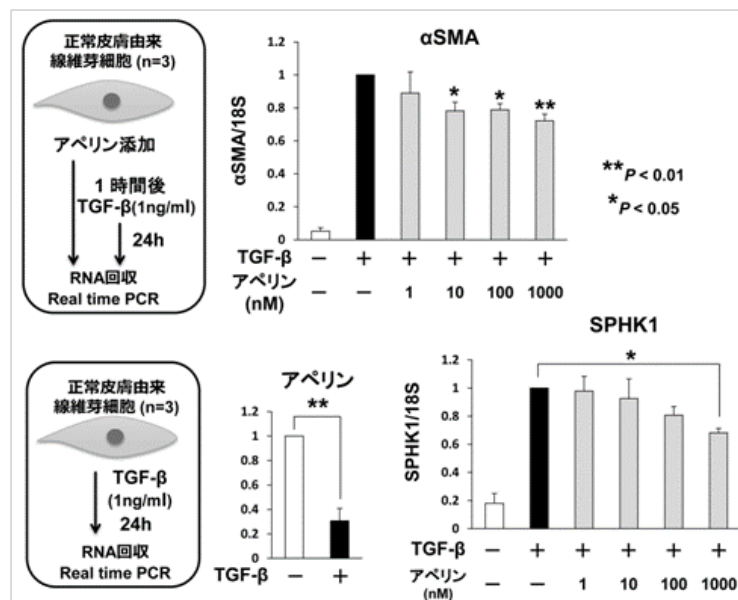 正常皮膚由来
線維芽細胞 (n=3)
アペリン添加
1 時間後
TGF-β(1ng/ml)
24h
RNA回収
Real time PCR
αSMA
αSMA/18S
1.2
1
0.8
0.6
0.4
0.2
0
* * **
TGF-β − + + + + +
アペリン − − 1 10 100 1000
(nM)
**P < 0.01
*P < 0.05
正常皮膚由来
線維芽細胞 (n=3)
TGF-β
(1ng/ml)
24h
RNA回収
Real time PCR
アペリン
**
1.2
1
0.8
0.6
0.4
0.2
0
TGF-β − +
SPHK1
*
SPHK1/18S
1.2
1
0.8
0.6
0.4
0.2
0
TGF-β − + + + + +
アペリン − − 1 10 100 1000
(nM)